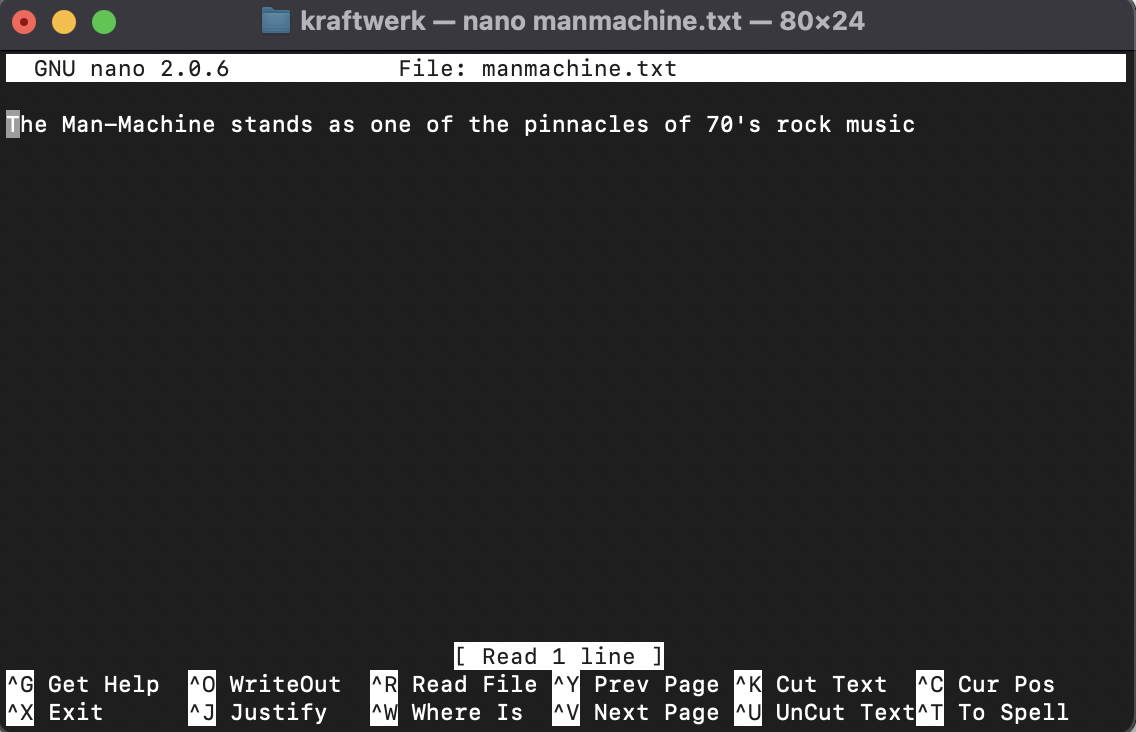 kraftwerk — nano manmachine.txt — 80×24
GNU nano 2.0.6 File: manmachine.txt
The Man-Machine stands as one of the pinnacles of 70's rock music
[ Read 1 line ]
^G Get Help ^O WriteOut ^R Read File ^Y Prev Page ^K Cut Text ^C Cur Pos
^X Exit ^J Justify ^W Where Is ^V Next Page ^U UnCut Text^T To Spell